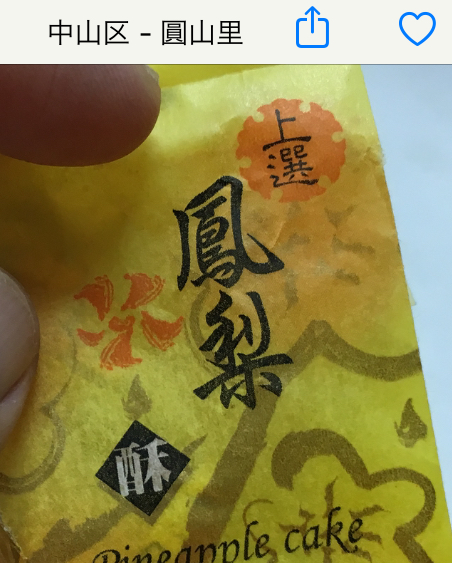 中山区 - 圓山里
上
選
鳳
梨
酥
Pineapple cake